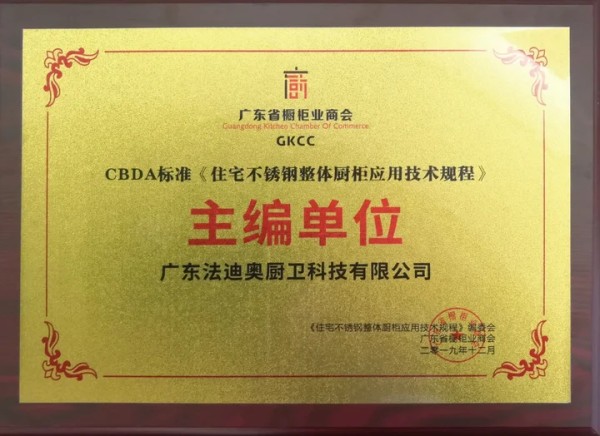 广东省橱柜业商会
Guangdong Kitchen Chamber Of Commerce
GKCC
CBDA标准《住宅不锈钢整体厨柜应用技术规程》
主编单位
广东法迪奥厨卫科技有限公司
《住宅不锈钢整体厨柜应用技术规程》编委会
广东省橱柜业商会
二零一九年十二月